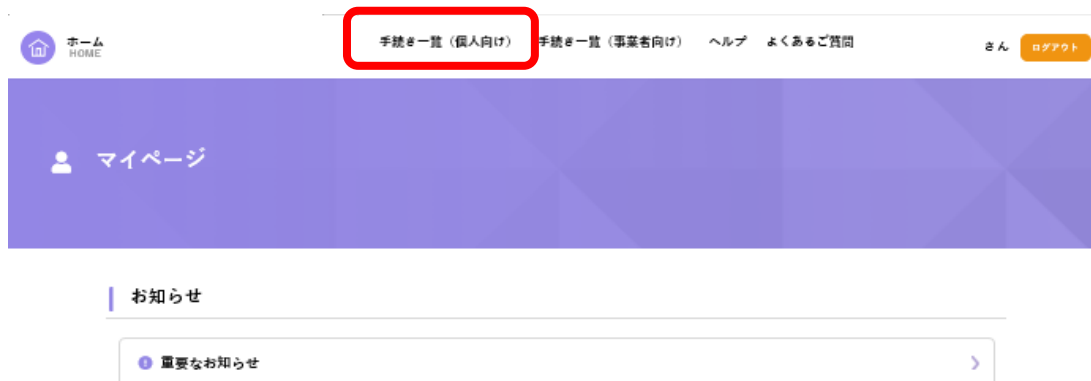 ホーム
HOME
手続き一覧（個人向け） 手続き一覧（事業者向け） ヘルプ よくあるご質問
さん ログアウト
マイページ
お知らせ
重要なお知らせ